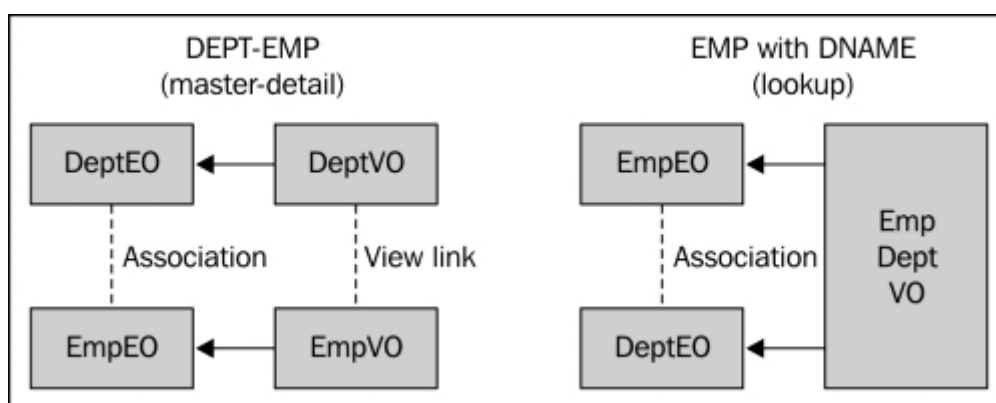 DEPT-EMP
(master-detail)
DeptEO
DeptVO
Association
View link
EmpEO
EmpVO
EMP with DNAME
(lookup)
EmpEO
Association
DeptEO
Emp
Dept
VO